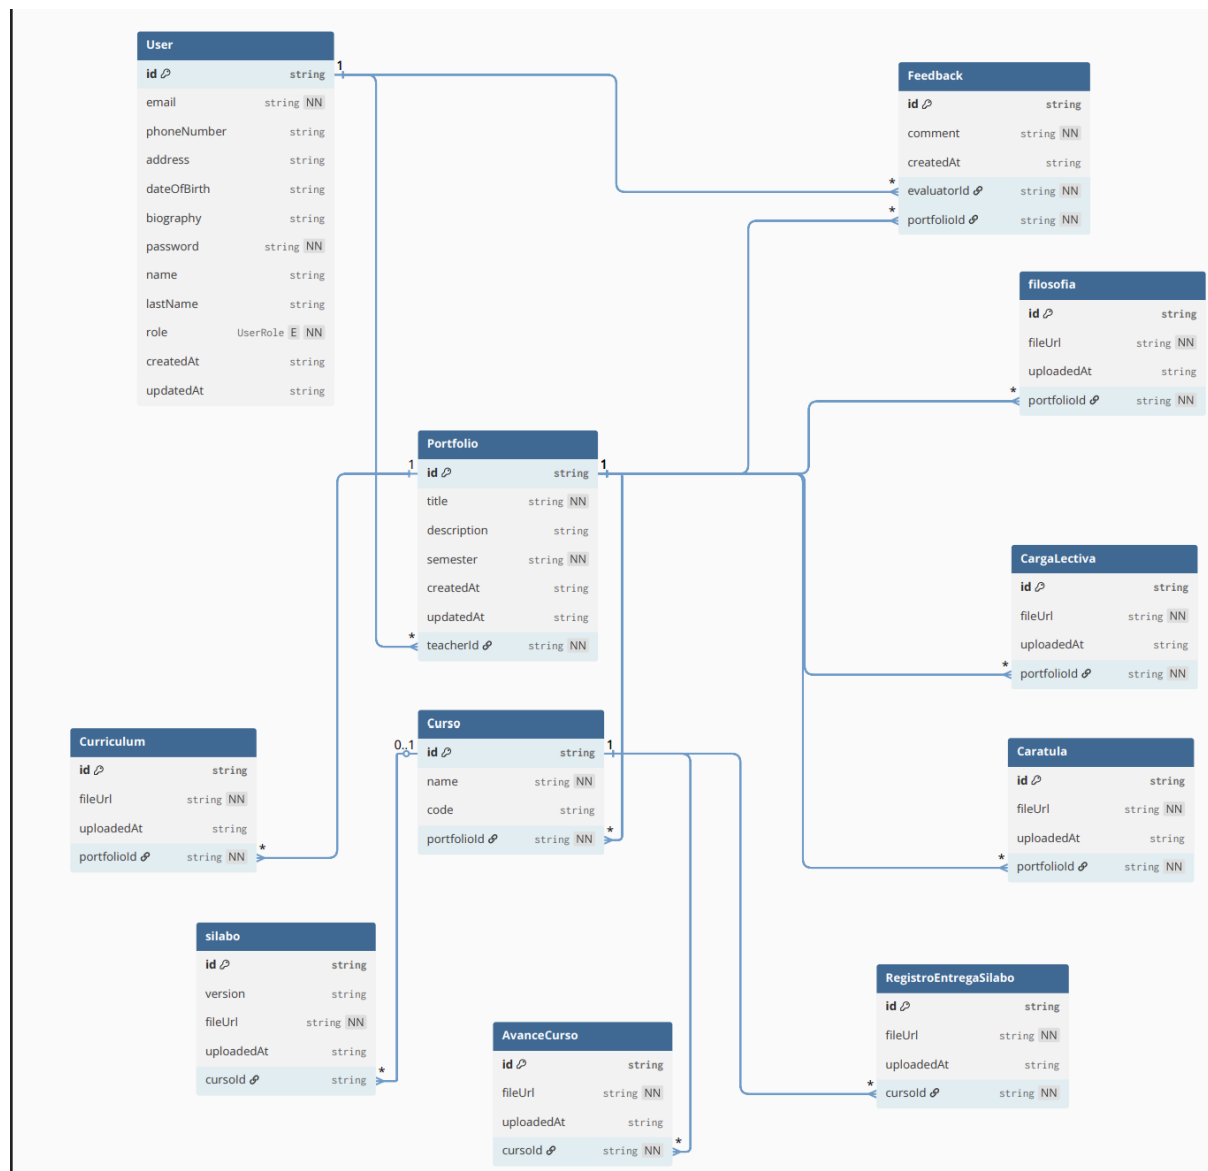 User
id string
email string NN
phoneNumber string
address string
dateOfBirth string
biography string
password string NN
name string
lastName string
role UserRole E NN
createdAt string
updatedAt string
1
Feedback
id string
comment string NN
createdAt string
* evaluatorId string NN
* portfolioId string NN
filosofia
id string
fileUrl string NN
uploadedAt string
* portfolioId string NN
Portfolio
1 id string 1
title string NN
description string
semester string NN
createdAt string
updatedAt string
* teacherId string NN
CargaLectiva
id string
fileUrl string NN
uploadedAt string
* portfolioId string NN
Curriculum
id string
fileUrl string NN
uploadedAt string
portfolioId string NN *
Curso
0..1 id string 1
name string NN
code string
portfolioId string NN *
Caratula
id string
fileUrl string NN
uploadedAt string
* portfolioId string NN
silabo
id string
version string
fileUrl string NN
uploadedAt string
cursoId string *
AvanceCurso
id string
fileUrl string NN
uploadedAt string
cursoId string NN *
RegistroEntregaSilabo
id string
fileUrl string NN
uploadedAt string
* cursoId string NN